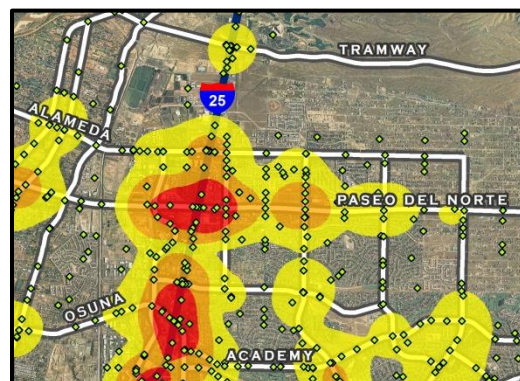 TRAMWAY
25
ALAMEDA
PASEO DEL NORTE
OSUNA
ACADEMY